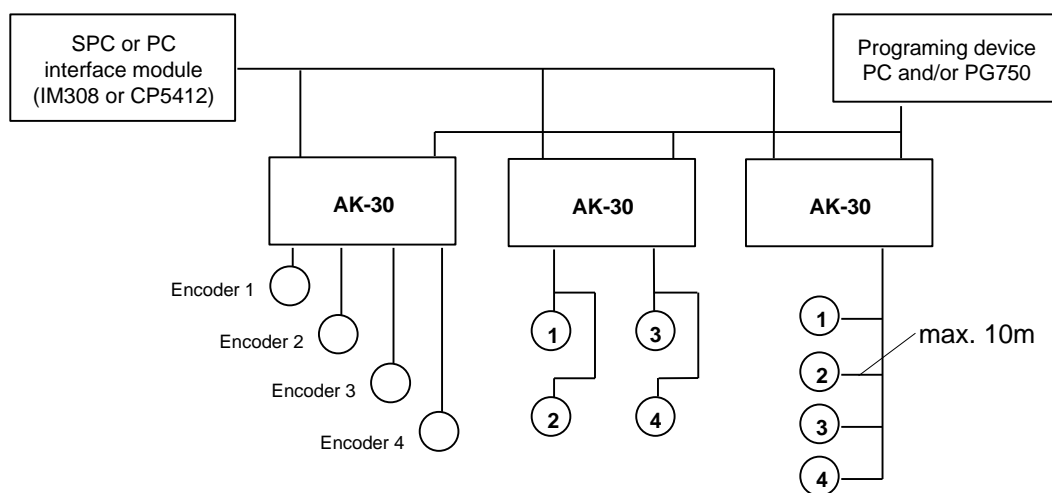 SPC or PC
interface module
(IM308 or CP5412)
Programing device
PC and/or PG750
AK-30
AK-30
AK-30
Encoder 1
Encoder 2
Encoder 3
Encoder 4
1
3
2
4
1
max. 10m
2
3
4